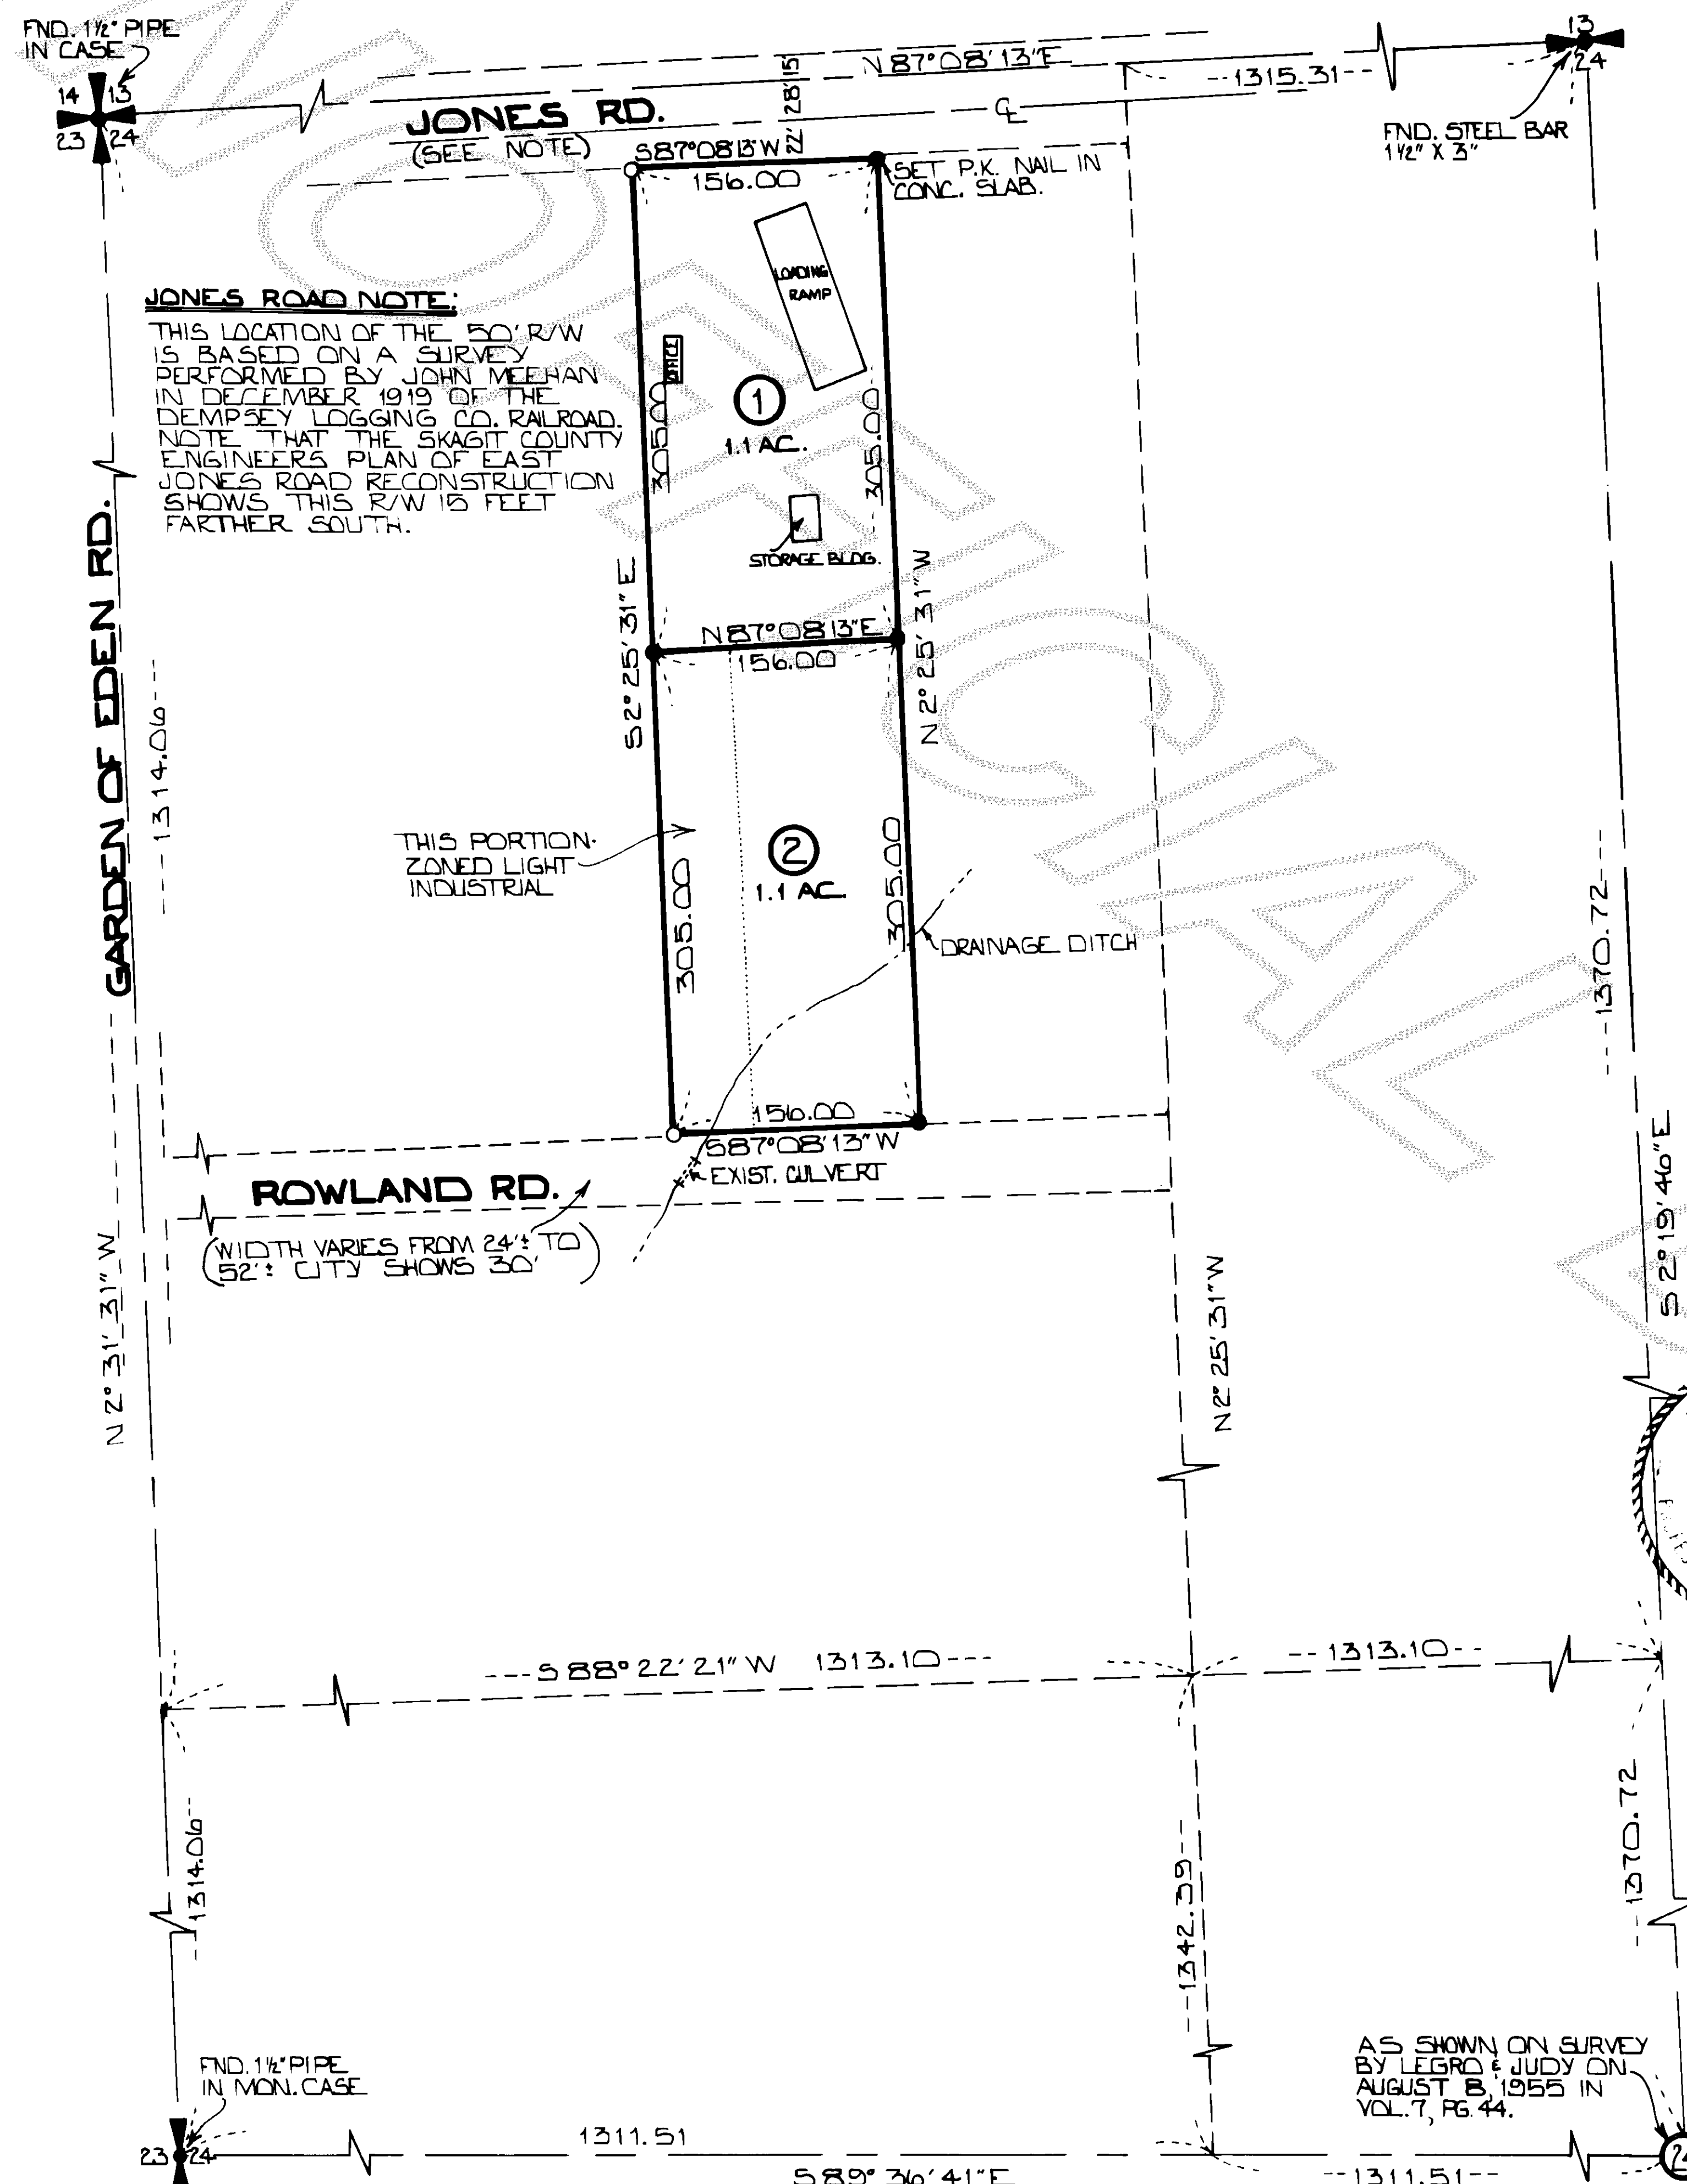 FND. 1½" PIPE
IN CASE
14 13
23 24
JONES RD.
(SEE NOTE)
N 87°08'13"E
--1315.31--
22' 28' 15'
℄
13
24
FND. STEEL BAR
1½" X 3"
S87°08'13"W
156.00
SET P.K. NAIL IN
CONC. SLAB.
LOADING
RAMP
JONES ROAD NOTE:
THIS LOCATION OF THE 50' R/W
IS BASED ON A SURVEY
PERFORMED BY JOHN MEEHAN
IN DECEMBER 1919 OF THE
DEMPSEY LOGGING CO. RAILROAD.
NOTE THAT THE SKAGIT COUNTY
ENGINEERS PLAN OF EAST
JONES ROAD RECONSTRUCTION
SHOWS THIS R/W 15 FEET
FARTHER SOUTH.
OFFICE
305.00
1
1.1 AC.
305.00
STORAGE BLDG.
S 2° 25' 31" E
N 2° 25' 31" W
N 87°08'13"E
156.00
GARDEN OF EDEN RD.
---1314.06---
THIS PORTION
ZONED LIGHT
INDUSTRIAL
2
1.1 AC.
305.00
305.00
DRAINAGE DITCH
---1370.72---
156.00
S87°08'13"W
EXIST. CULVERT
ROWLAND RD.
(WIDTH VARIES FROM 24'± TO
52'± CITY SHOWS 30')
N 2° 31' 31" W
N 2° 25' 31" W
S 2° 19' 46" E
---S 88° 22' 21" W 1313.10---
--1313.10--
--1314.06--
--1342.39--
--1370.72
FND. 1½" PIPE
IN MON. CASE
AS SHOWN ON SURVEY
BY LEGRO & JUDY ON
AUGUST 8, 1955 IN
VOL. 7, PG. 44.
23 24
1311.51
S 89° 36' 41" E
--1311.51--
UNOFFICIAL